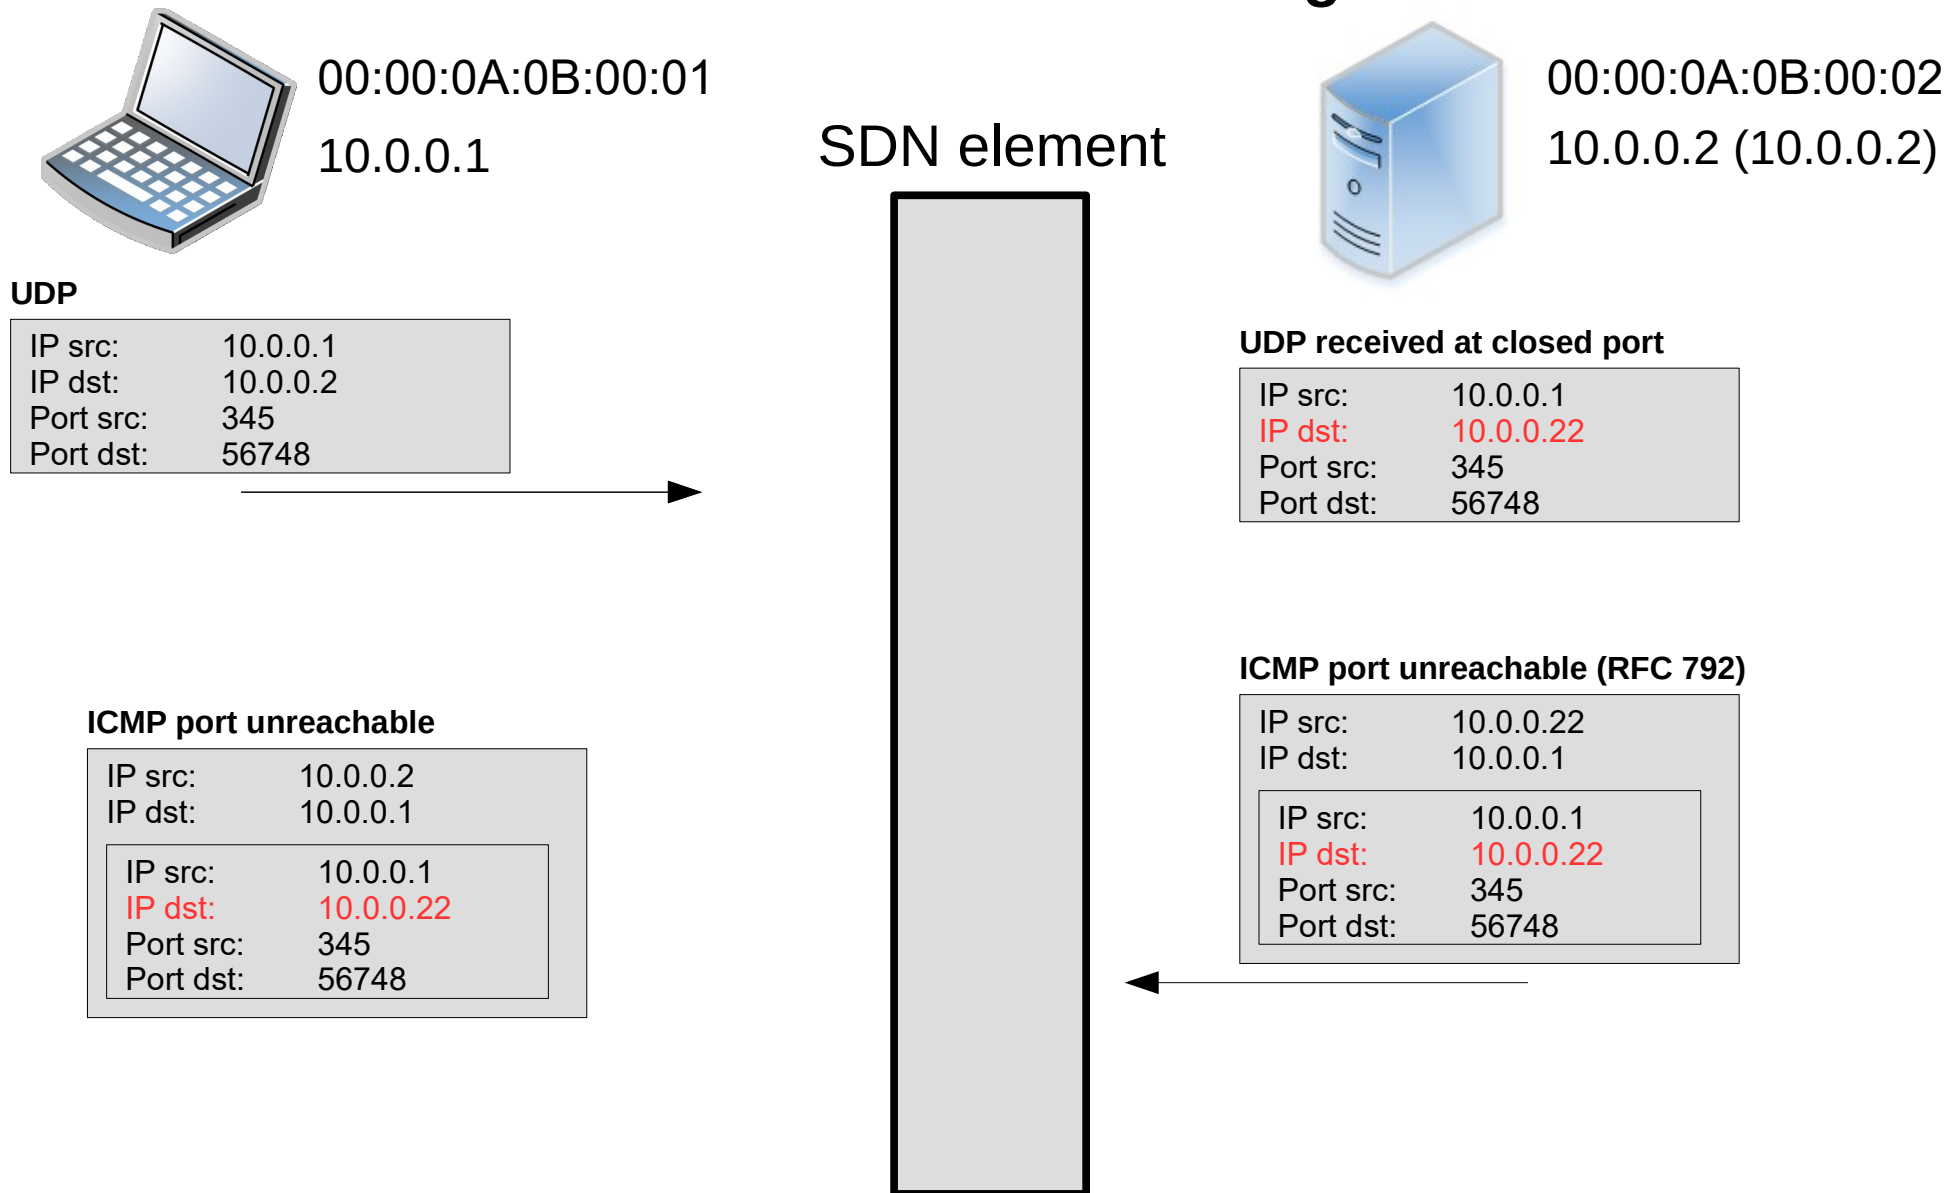 g
00:00:0A:0B:00:01
10.0.0.1
SDN element
00:00:0A:0B:00:02
10.0.0.2 (10.0.0.2)
UDP
IP src: 10.0.0.1
IP dst: 10.0.0.2
Port src: 345
Port dst: 56748
UDP received at closed port
IP src: 10.0.0.1
IP dst: 10.0.0.22
Port src: 345
Port dst: 56748
ICMP port unreachable (RFC 792)
IP src: 10.0.0.22
IP dst: 10.0.0.1
IP src: 10.0.0.1
IP dst: 10.0.0.22
Port src: 345
Port dst: 56748
ICMP port unreachable
IP src: 10.0.0.2
IP dst: 10.0.0.1
IP src: 10.0.0.1
IP dst: 10.0.0.22
Port src: 345
Port dst: 56748